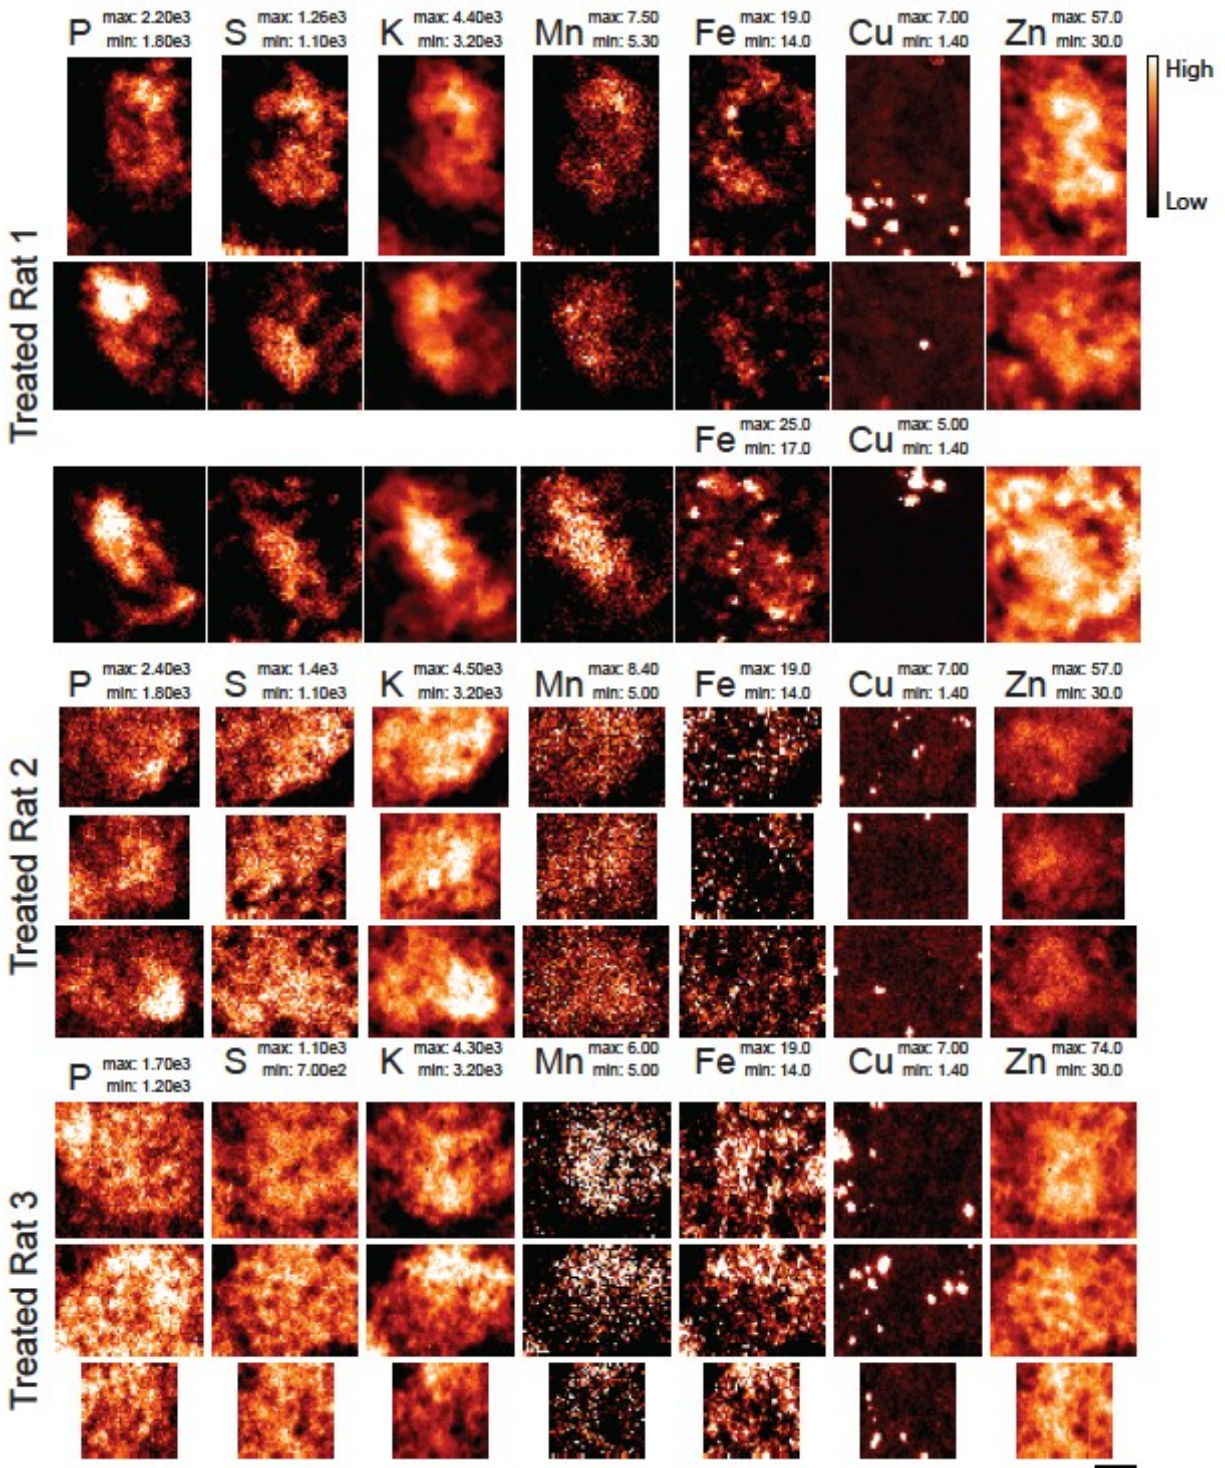 P max: 2.20e3 min: 1.80e3 S max: 1.26e3 min: 1.10e3 K max: 4.40e3 min: 3.20e3 Mn max: 7.50 min: 5.30 Fe max: 19.0 min: 14.0 Cu max: 7.00 min: 1.40 Zn max: 57.0 min: 30.0
High
Low
Treated Rat 1
Fe max: 25.0 min: 17.0 Cu max: 5.00 min: 1.40
P max: 2.40e3 min: 1.80e3 S max: 1.4e3 min: 1.10e3 K max: 4.50e3 min: 3.20e3 Mn max: 8.40 min: 5.00 Fe max: 19.0 min: 14.0 Cu max: 7.00 min: 1.40 Zn max: 57.0 min: 30.0
Treated Rat 2
P max: 1.70e3 min: 1.20e3 S max: 1.10e3 min: 7.00e2 K max: 4.30e3 min: 3.20e3 Mn max: 6.00 min: 5.00 Fe max: 19.0 min: 14.0 Cu max: 7.00 min: 1.40 Zn max: 74.0 min: 30.0
Treated Rat 3